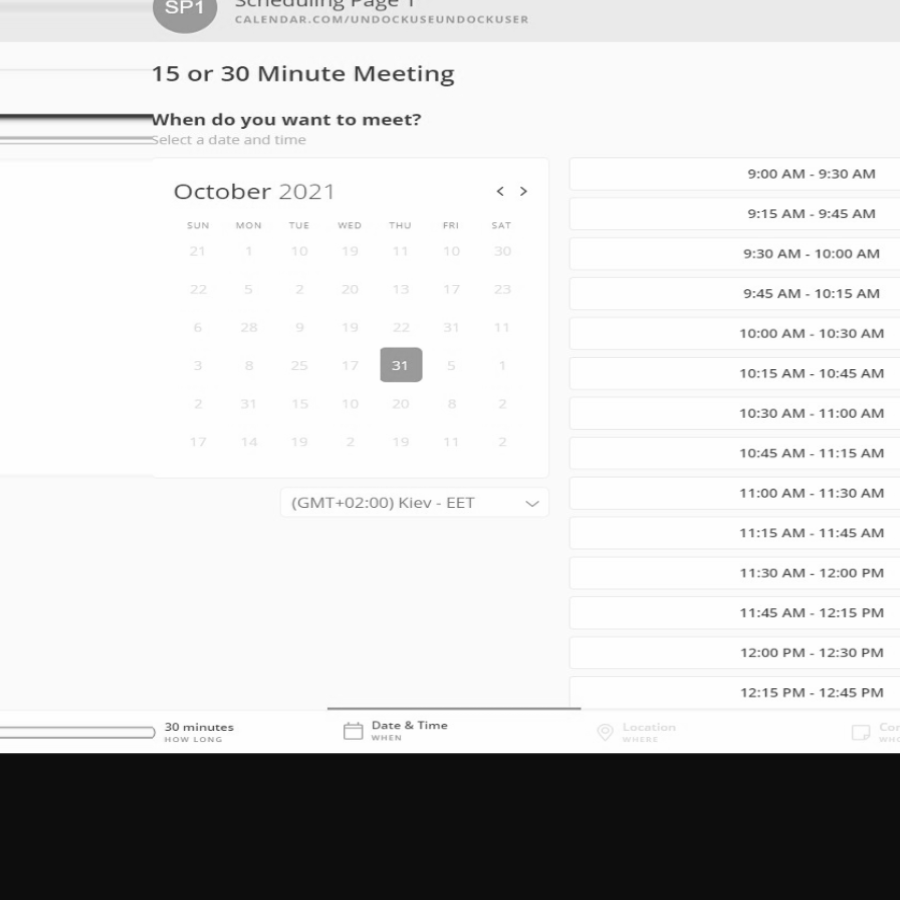 SP1
Scheduling Page 1
CALENDAR.COM/UNDOCKUSEUNDOCKUSER
15 or 30 Minute Meeting
When do you want to meet?
Select a date and time
October 2021
SUN MON TUE WED THU FRI SAT
21 1 10 19 11 10 30
22 5 2 20 13 17 23
6 28 9 19 22 31 11
3 8 25 17 31 5 1
2 31 15 10 20 8 2
17 14 19 2 19 11 2
(GMT+02:00) Kiev - EET
9:00 AM - 9:30 AM
9:15 AM - 9:45 AM
9:30 AM - 10:00 AM
9:45 AM - 10:15 AM
10:00 AM - 10:30 AM
10:15 AM - 10:45 AM
10:30 AM - 11:00 AM
10:45 AM - 11:15 AM
11:00 AM - 11:30 AM
11:15 AM - 11:45 AM
11:30 AM - 12:00 PM
11:45 AM - 12:15 PM
12:00 PM - 12:30 PM
12:15 PM - 12:45 PM
30 minutes
HOW LONG
Date & Time
WHEN
Location
WHERE